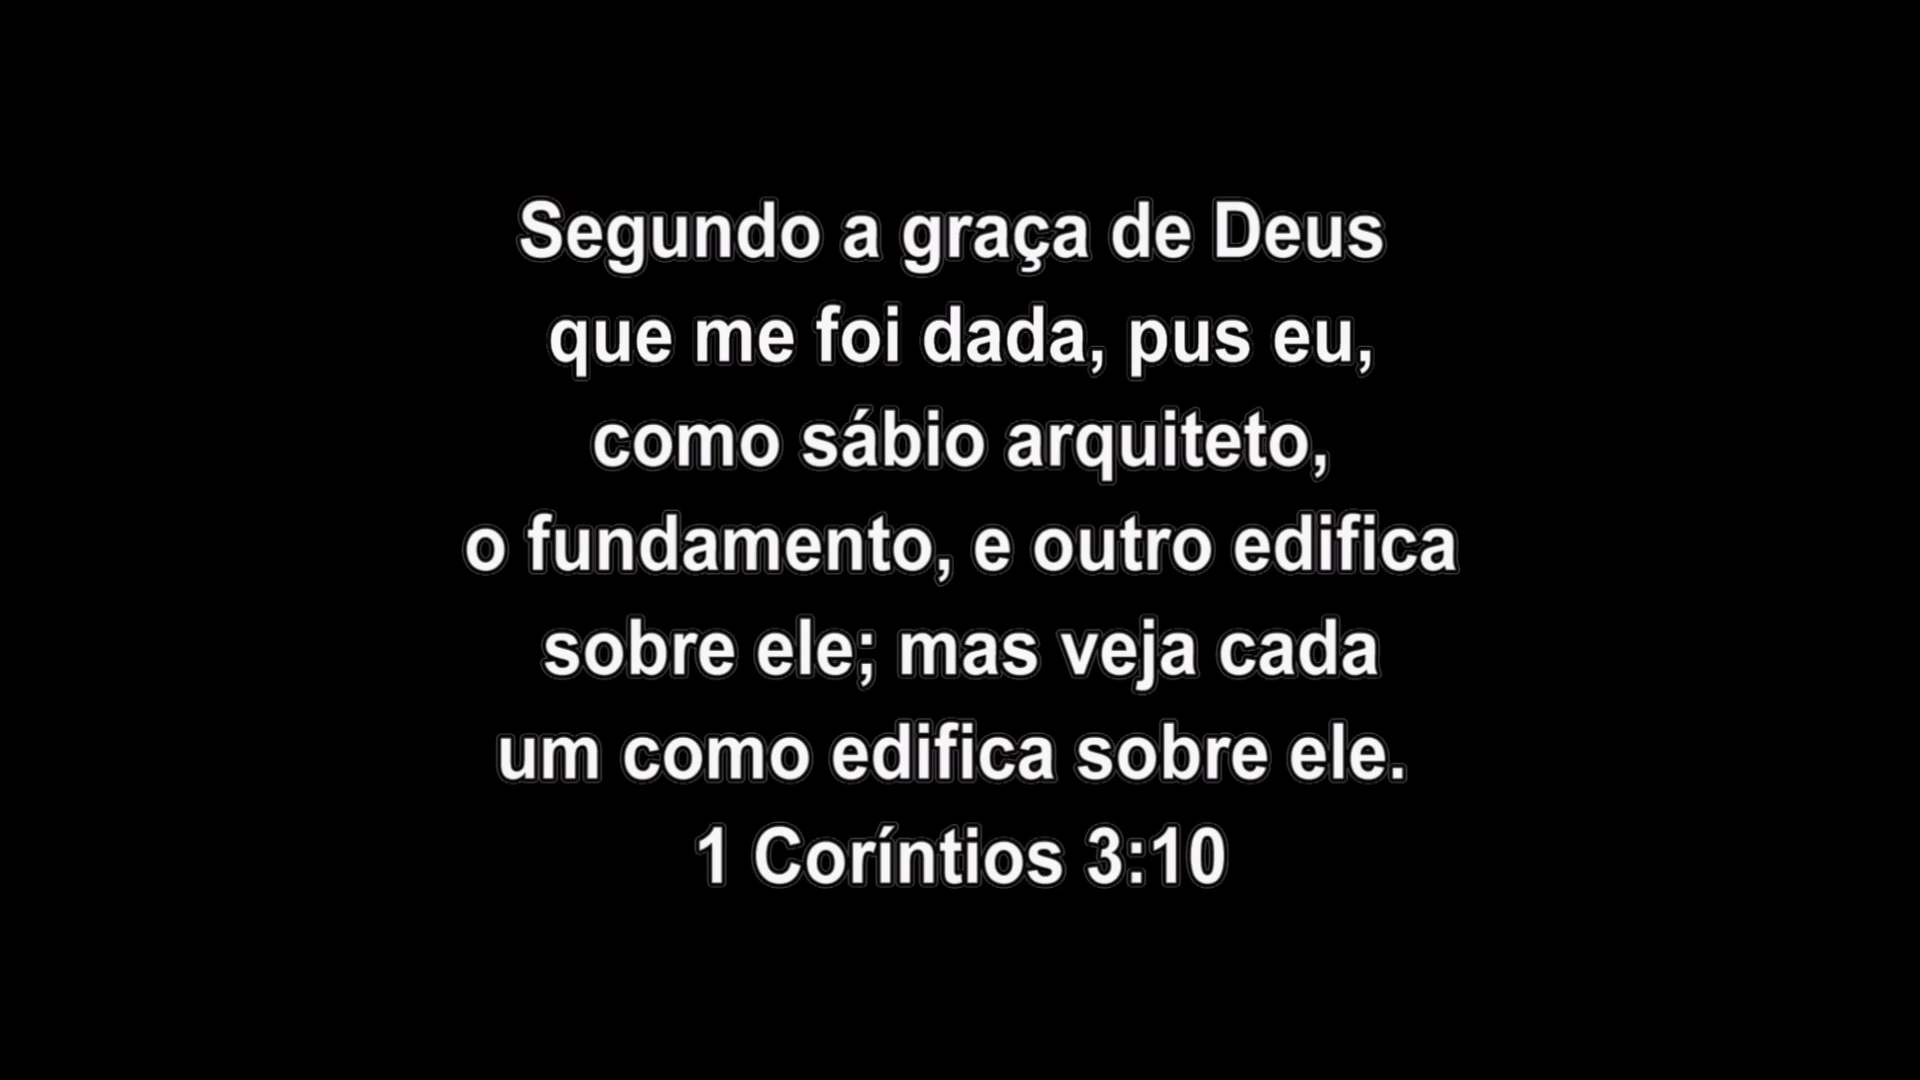 Segundo a graça de Deus
que me foi dada, pus eu,
como sábio arquiteto,
o fundamento, e outro edifica
sobre ele; mas veja cada
um como edifica sobre ele.
1 Coríntios 3:10